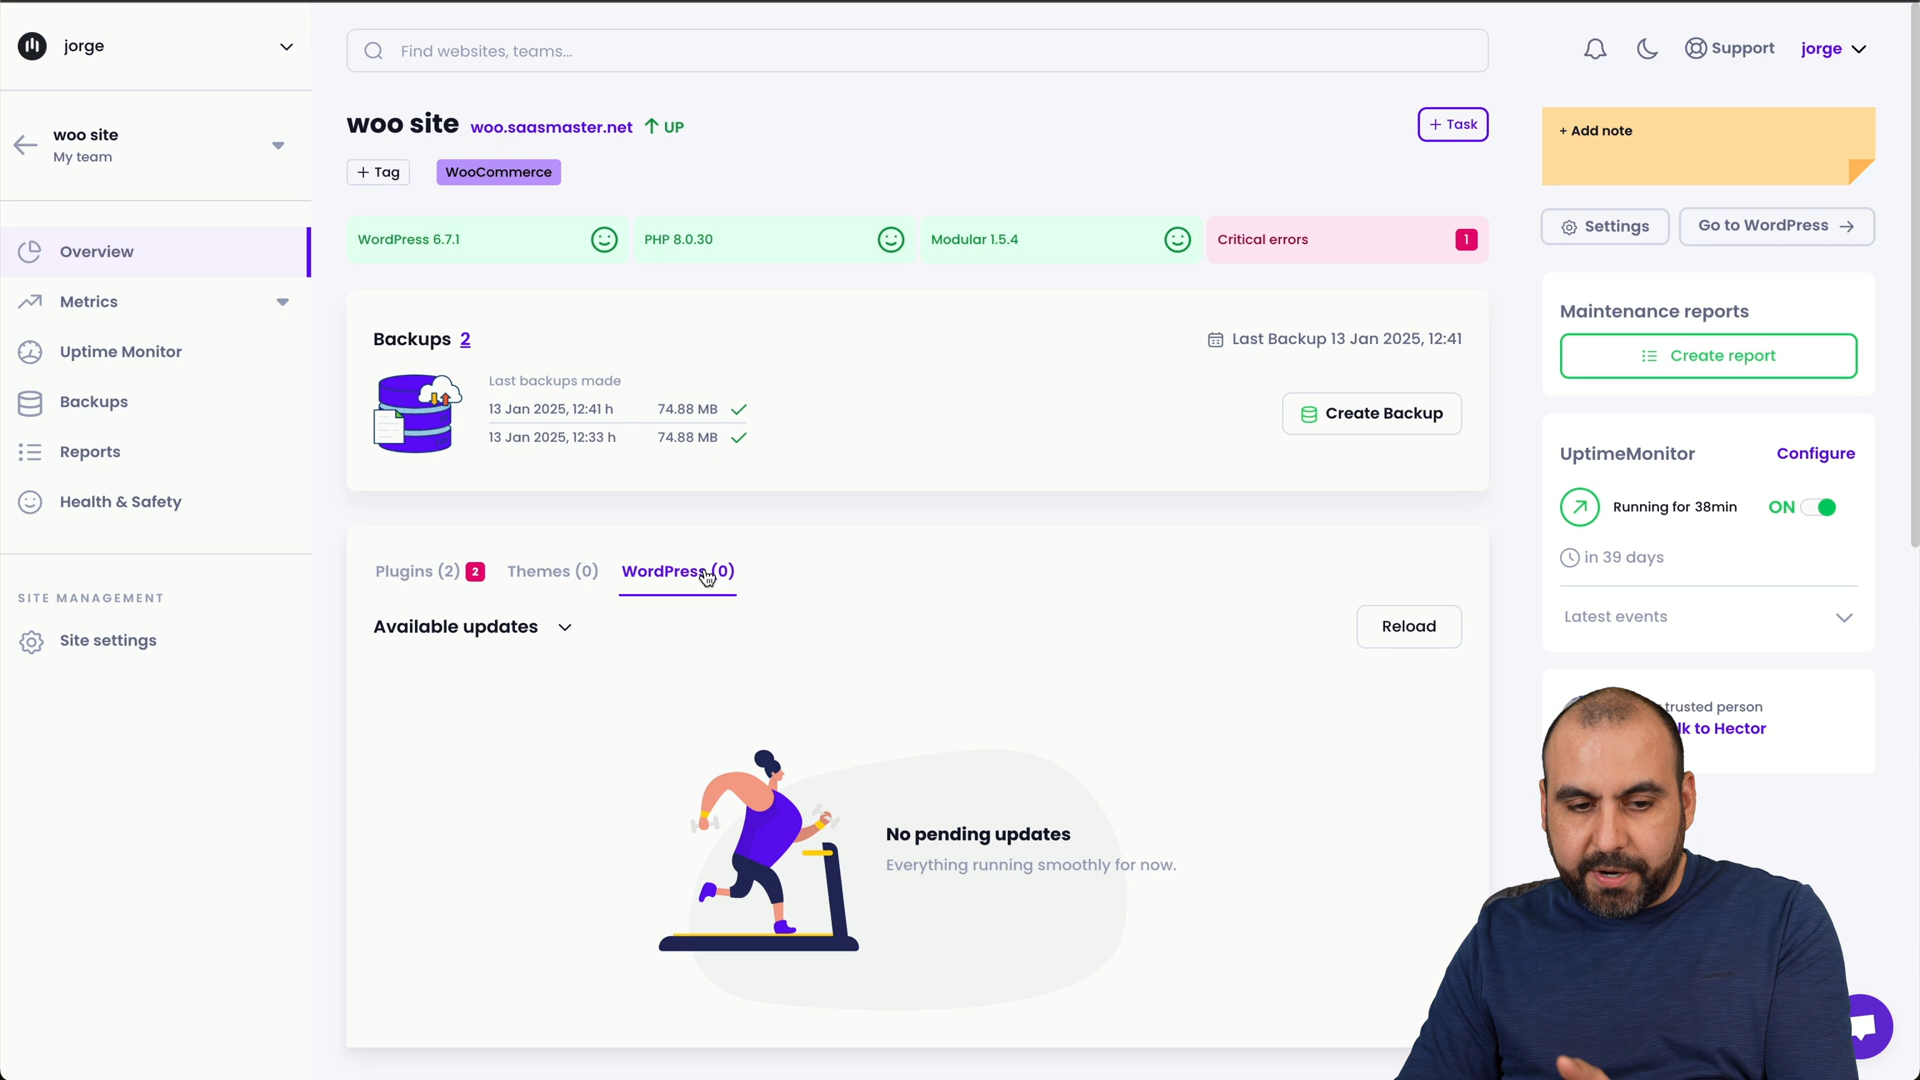 jorge
Find websites, teams...
Support
jorge
woo site
My team
woo site woo.saasmaster.net UP
+ Task
+ Add note
+ Tag
WooCommerce
Overview
Metrics
Uptime Monitor
Backups
Reports
Health & Safety
SITE MANAGEMENT
Site settings
WordPress 6.7.1
PHP 8.0.30
Modular 1.5.4
Critical errors 1
Settings
Go to WordPress
Backups 2
Last Backup 13 Jan 2025, 12:41
Last backups made
13 Jan 2025, 12:41 h 74.88 MB
13 Jan 2025, 12:33 h 74.88 MB
Create Backup
Maintenance reports
Create report
UptimeMonitor
Configure
Running for 38min
ON
in 39 days
Latest events
Plugins (2) 2
Themes (0)
WordPress (0)
Available updates
Reload
No pending updates
Everything running smoothly for now.
trusted person
to Hector